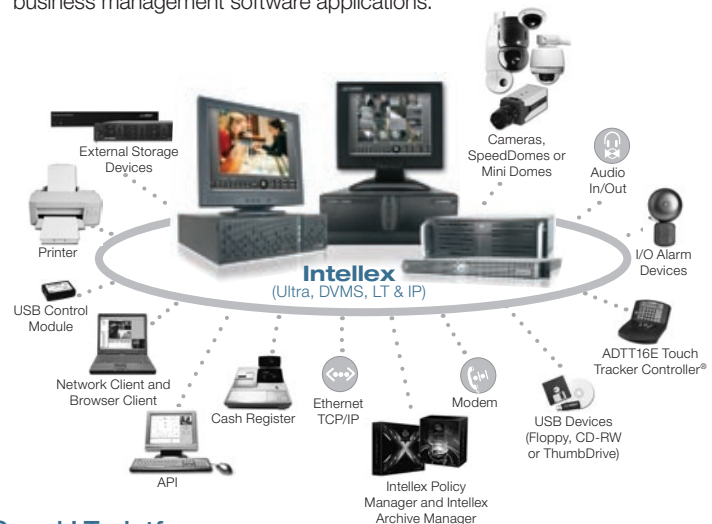 business management software applications.
Cameras,
SpeedDomes or
Mini Domes
External Storage
Devices
Audio
In/Out
Printer
I/O Alarm
Devices
Intellex
(Ultra, DVMS, LT & IP)
USB Control
Module
ADTT16E Touch
Tracker Controller®
Network Client and
Browser Client
Cash Register
Ethernet
TCP/IP
Modem
USB Devices
(Floppy, CD-RW
or ThumbDrive)
API
Intellex Policy
Manager and Intellex
Archive Manager